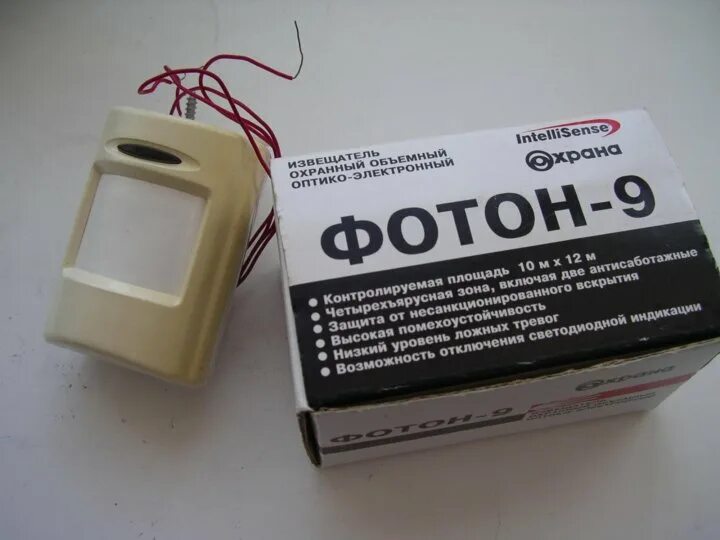 IntelliSense
Охрана
ИЗВЕЩАТЕЛЬ
ОХРАННЫЙ ОБЪЕМНЫЙ
ОПТИКО-ЭЛЕКТРОННЫЙ
ФОТОН-9
• Контролируемая площадь 10 м х 12 м
• Четырехъярусная зона, включая две антисаботажные
• Защита от несанкционированного вскрытия
• Высокая помехоустойчивость
• Низкий уровень ложных тревог
• Возможность отключения светодиодной индикации
Охрана
ФОТОН-9